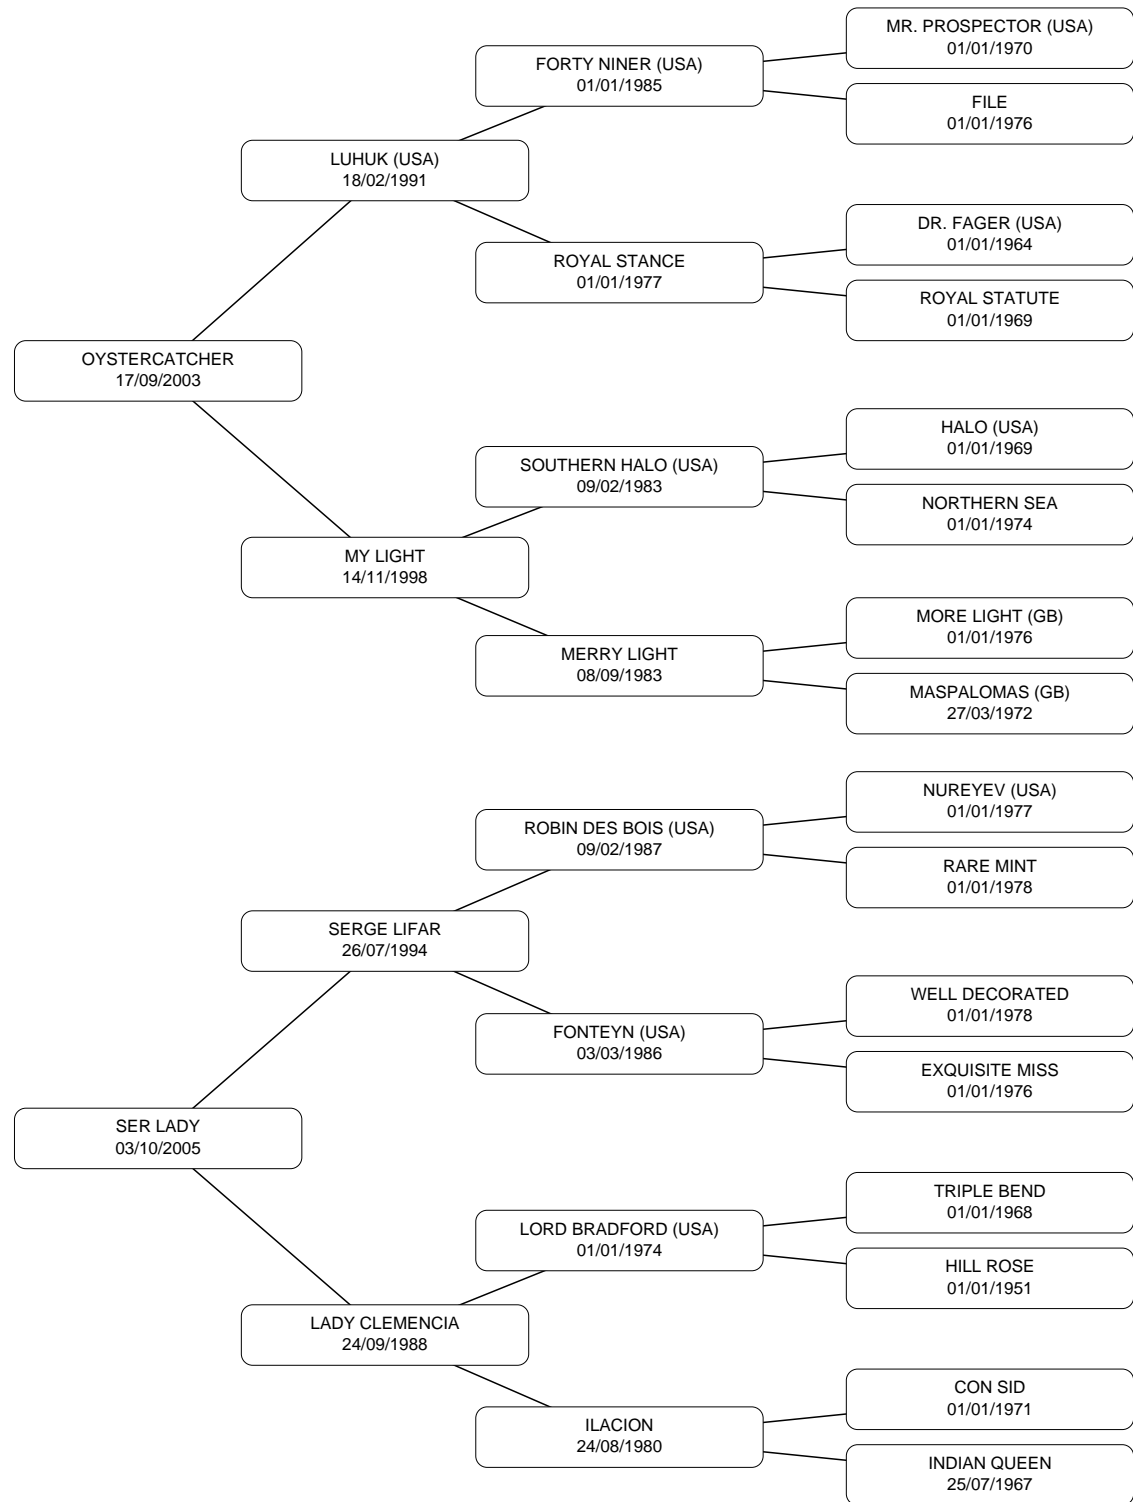 MR. PROSPECTOR (USA)
01/01/1970
FORTY NINER (USA)
01/01/1985
FILE
01/01/1976
LUHUK (USA)
18/02/1991
DR. FAGER (USA)
01/01/1964
ROYAL STANCE
01/01/1977
ROYAL STATUTE
01/01/1969
OYSTERCATCHER
17/09/2003
HALO (USA)
01/01/1969
SOUTHERN HALO (USA)
09/02/1983
NORTHERN SEA
01/01/1974
MY LIGHT
14/11/1998
MORE LIGHT (GB)
01/01/1976
MERRY LIGHT
08/09/1983
MASPALOMAS (GB)
27/03/1972
NUREYEV (USA)
01/01/1977
ROBIN DES BOIS (USA)
09/02/1987
RARE MINT
01/01/1978
SERGE LIFAR
26/07/1994
WELL DECORATED
01/01/1978
FONTEYN (USA)
03/03/1986
EXQUISITE MISS
01/01/1976
SER LADY
03/10/2005
TRIPLE BEND
01/01/1968
LORD BRADFORD (USA)
01/01/1974
HILL ROSE
01/01/1951
LADY CLEMENCIA
24/09/1988
CON SID
01/01/1971
ILACION
24/08/1980
INDIAN QUEEN
25/07/1967